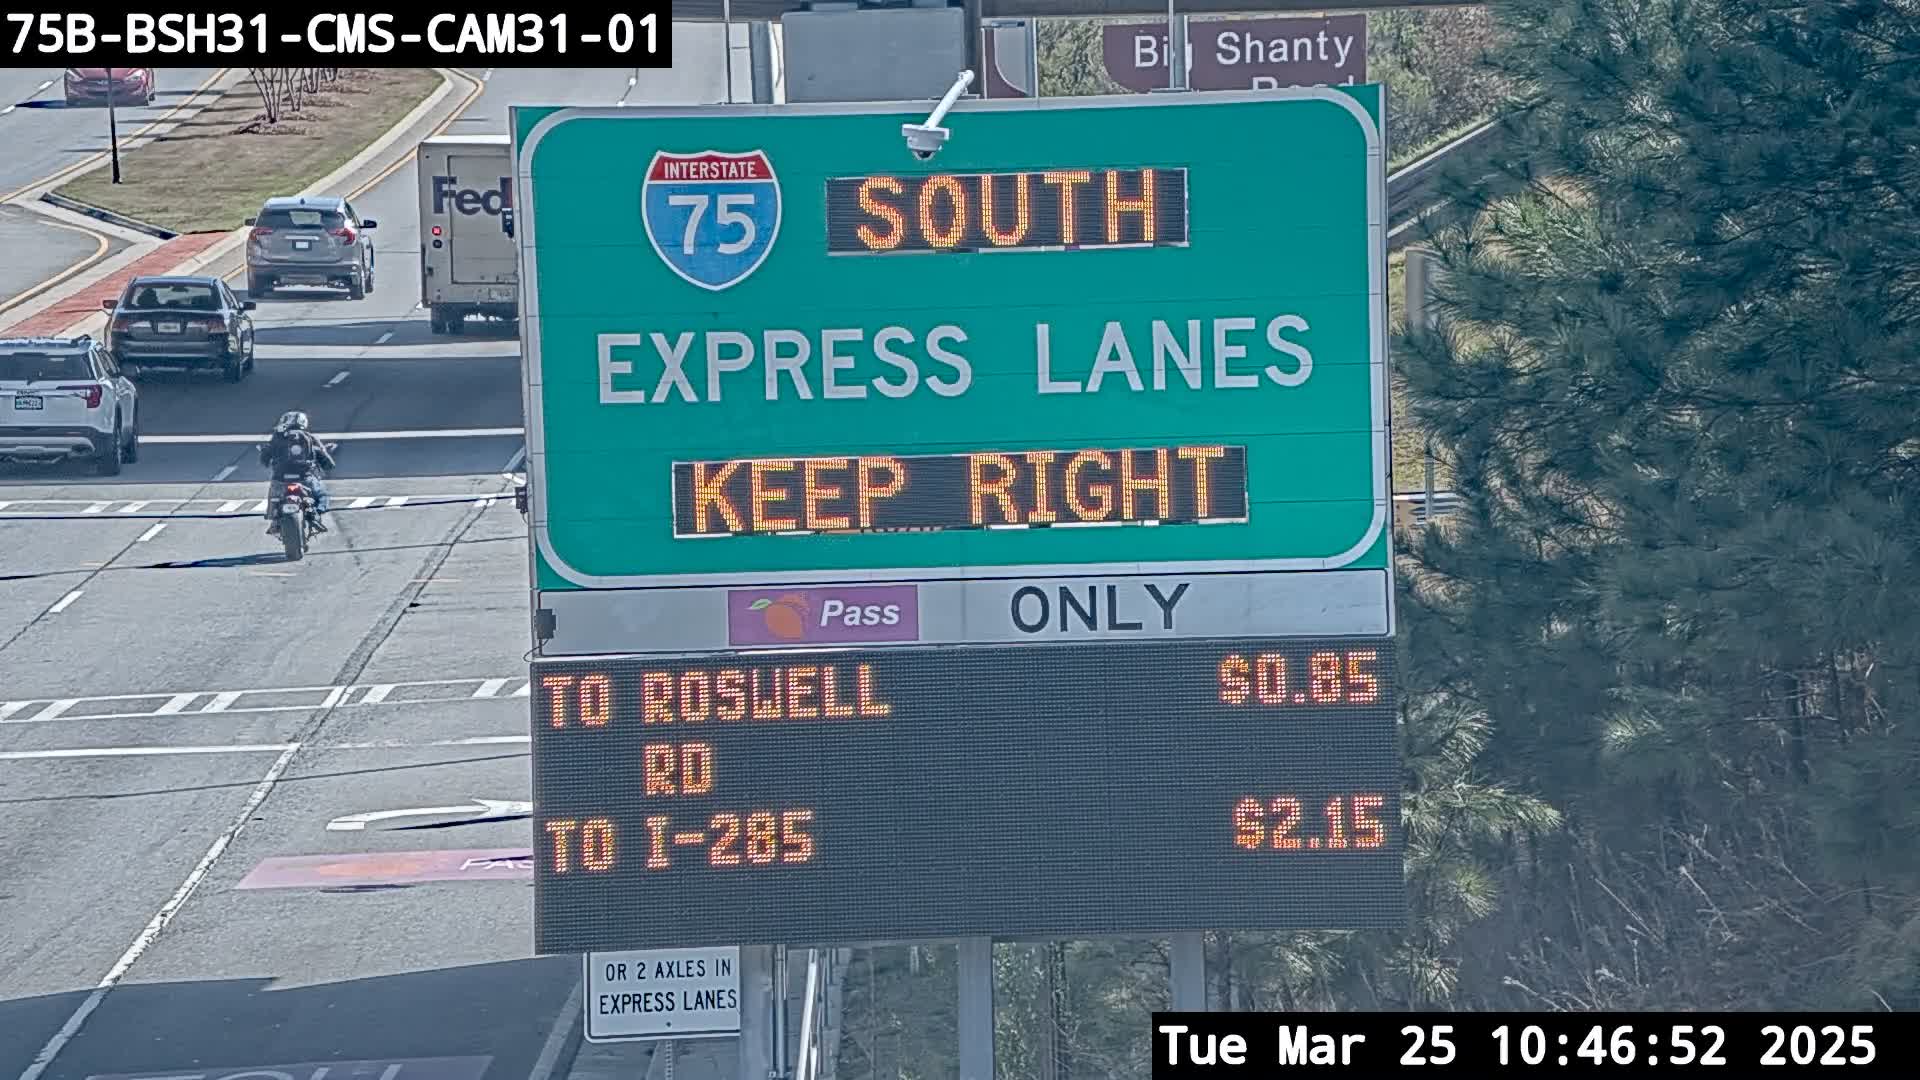 75B-BSH31-CMS-CAM31-01
Big Shanty
Road
Fed
INTERSTATE
75
SOUTH
EXPRESS LANES
KEEP RIGHT
Pass ONLY
TO ROSWELL $0.85
RD
TO I-285 $2.15
OR 2 AXLES IN
EXPRESS LANES
Tue Mar 25 10:46:52 2025